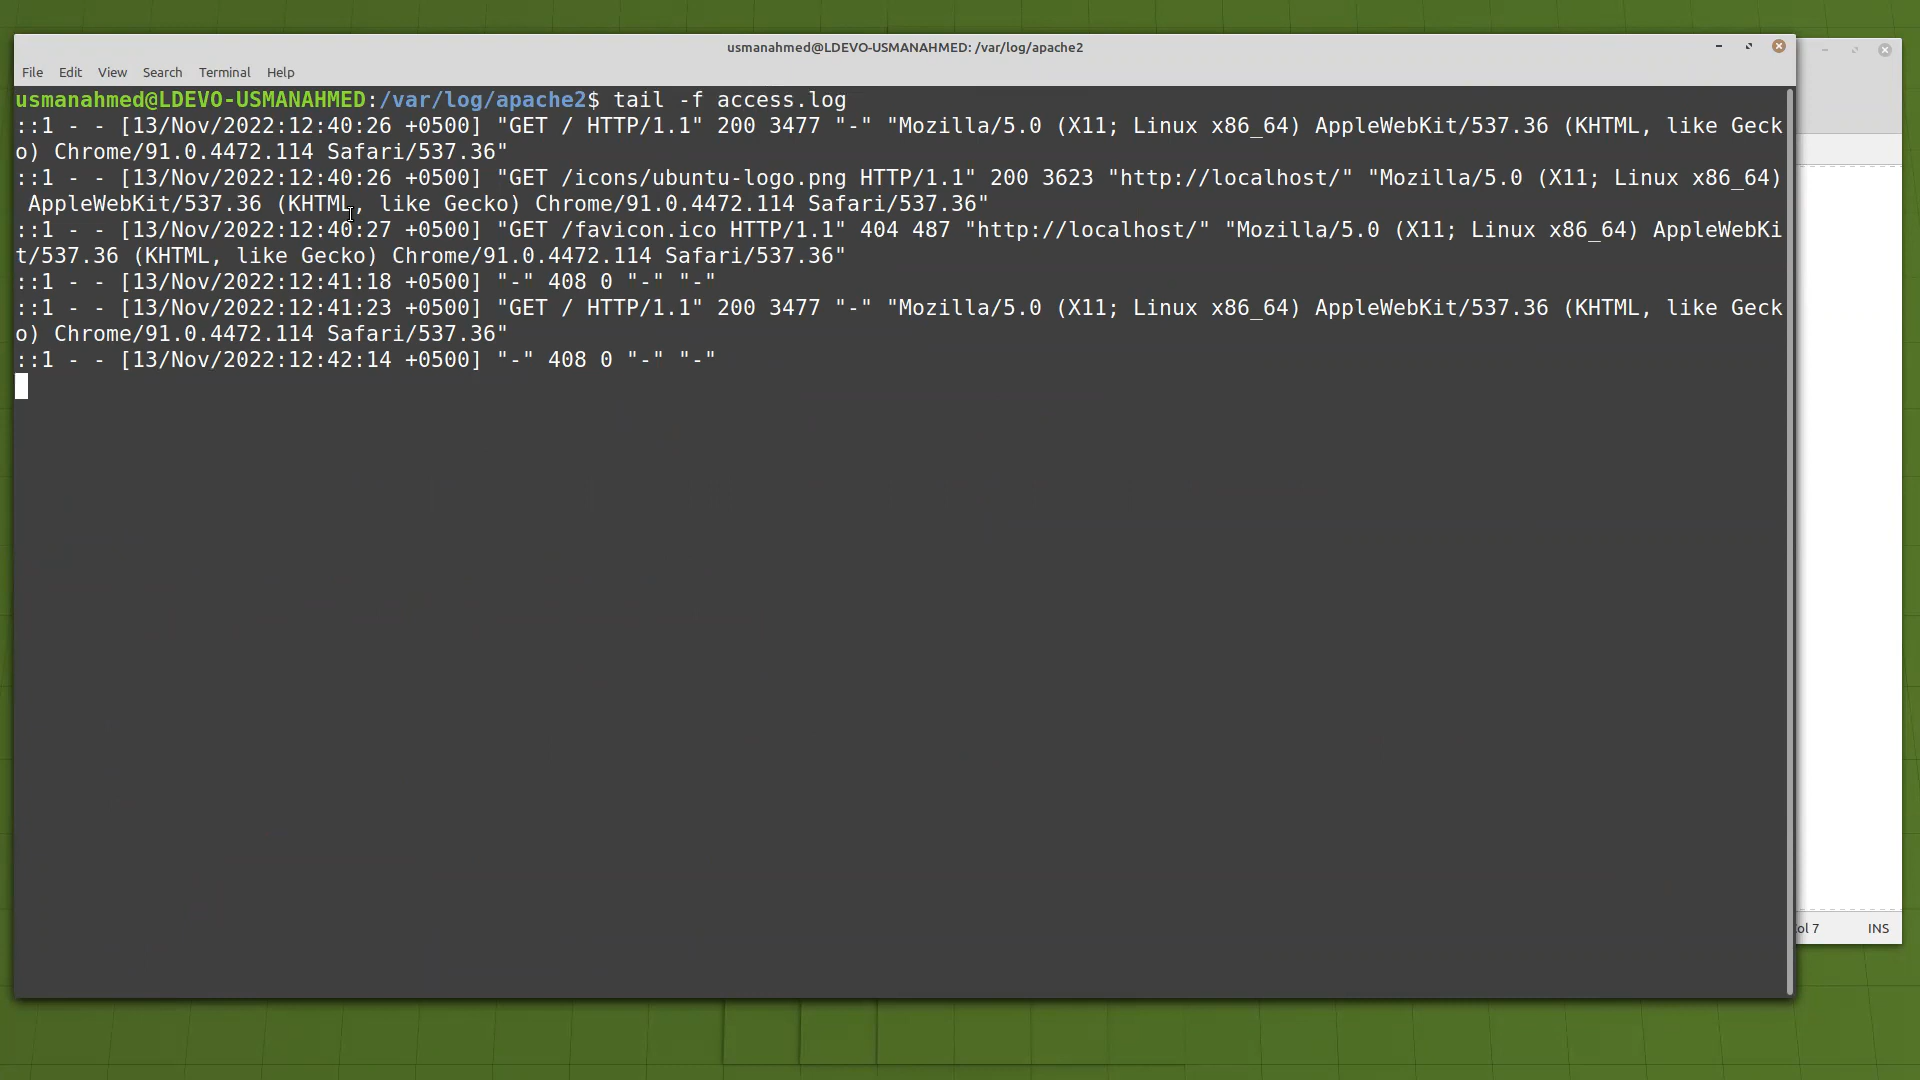 usmanahmed@LDEVO-USMANAHMED: /var/log/apache2
File Edit View Search Terminal Help
usmanahmed@LDEVO-USMANAHMED:/var/log/apache2$ tail -f access.log
::1 - - [13/Nov/2022:12:40:26 +0500] "GET / HTTP/1.1" 200 3477 "-" "Mozilla/5.0 (X11; Linux x86_64) AppleWebKit/537.36 (KHTML, like Geck
o) Chrome/91.0.4472.114 Safari/537.36"
::1 - - [13/Nov/2022:12:40:26 +0500] "GET /icons/ubuntu-logo.png HTTP/1.1" 200 3623 "http://localhost/" "Mozilla/5.0 (X11; Linux x86_64)
AppleWebKit/537.36 (KHTML, like Gecko) Chrome/91.0.4472.114 Safari/537.36"
::1 - - [13/Nov/2022:12:40:27 +0500] "GET /favicon.ico HTTP/1.1" 404 487 "http://localhost/" "Mozilla/5.0 (X11; Linux x86_64) AppleWebKi
t/537.36 (KHTML, like Gecko) Chrome/91.0.4472.114 Safari/537.36"
::1 - - [13/Nov/2022:12:41:18 +0500] "-" 408 0 "-" "-"
::1 - - [13/Nov/2022:12:41:23 +0500] "GET / HTTP/1.1" 200 3477 "-" "Mozilla/5.0 (X11; Linux x86_64) AppleWebKit/537.36 (KHTML, like Geck
o) Chrome/91.0.4472.114 Safari/537.36"
::1 - - [13/Nov/2022:12:42:14 +0500] "-" 408 0 "-" "-"
ol 7 INS